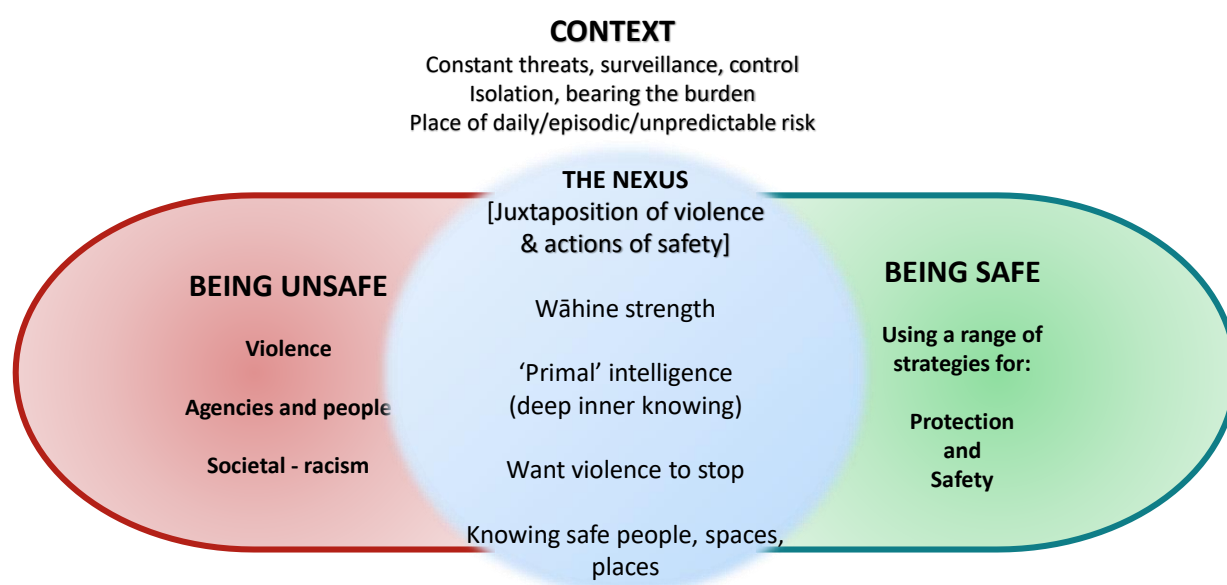 CONTEXT
Constant threats, surveillance, control
Isolation, bearing the burden
Place of daily/episodic/unpredictable risk
BEING UNSAFE
Violence
Agencies and people
Societal - racism
THE NEXUS
[Juxtaposition of violence
& actions of safety]
Wāhine strength
‘Primal’ intelligence
(deep inner knowing)
Want violence to stop
Knowing safe people, spaces,
places
BEING SAFE
Using a range of
strategies for:
Protection
and
Safety